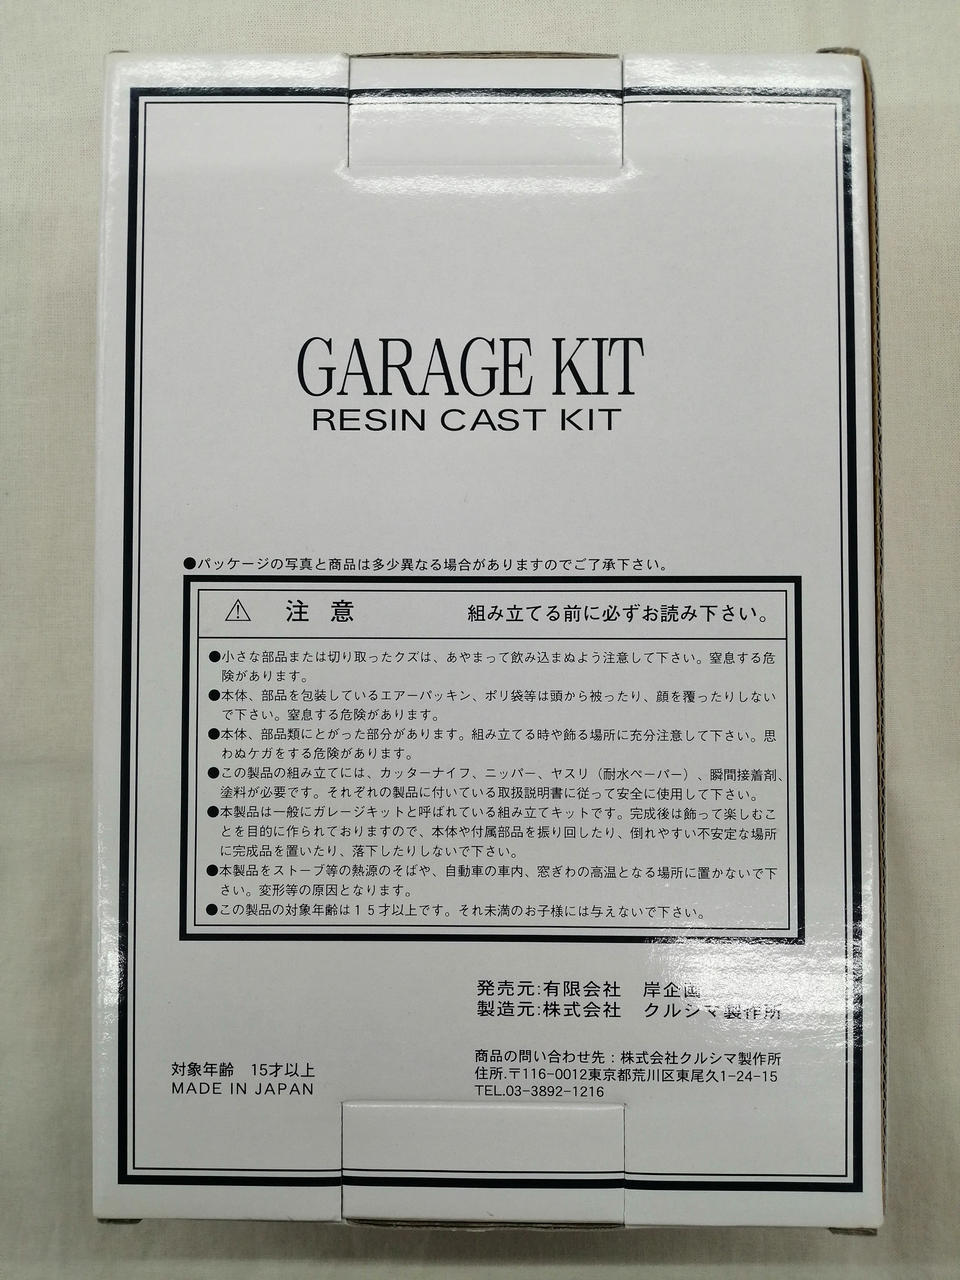 GARAGE KIT
RESIN CAST KIT
●パッケージの写真と商品は多少異なる場合がありますのでご了承下さい。
⚠ 注 意 組み立てる前に必ずお読み下さい。
●小さな部品または切り取ったクズは、あやまって飲み込まぬよう注意して下さい。窒息する危
険があります。
●本体、部品を包装しているエアーパッキン、ポリ袋等は頭から被ったり、顔を覆ったりしない
で下さい。窒息する危険があります。
●本体、部品類にとがった部分があります。組み立てる時や飾る場所に充分注意して下さい。思
わぬケガをする危険があります。
●この製品の組み立てには、カッターナイフ、ニッパー、ヤスリ（耐水ペーパー）、瞬間接着剤、
塗料が必要です。それぞれの製品に付いている取扱説明書に従って安全に使用して下さい。
●本製品は一般にガレージキットと呼ばれている組み立てキットです。完成後は飾って楽しむこ
とを目的に作られておりますので、本体や付属部品を振り回したり、倒れやすい不安定な場所
に完成品を置いたり、落下したりしないで下さい。
●本製品をストーブ等の熱源のそばや、自動車の車内、窓ぎわの高温となる場所に置かないで下
さい。変形等の原因となります。
●この製品の対象年齢は１５才以上です。それ未満のお子様には与えないで下さい。
発売元:有限会社 岸企画
製造元:株式会社 クルシマ製作所
対象年齢 15才以上
MADE IN JAPAN
商品の問い合わせ先：株式会社クルシマ製作所
住所.〒116-0012東京都荒川区東尾久1-24-15
TEL.03-3892-1216